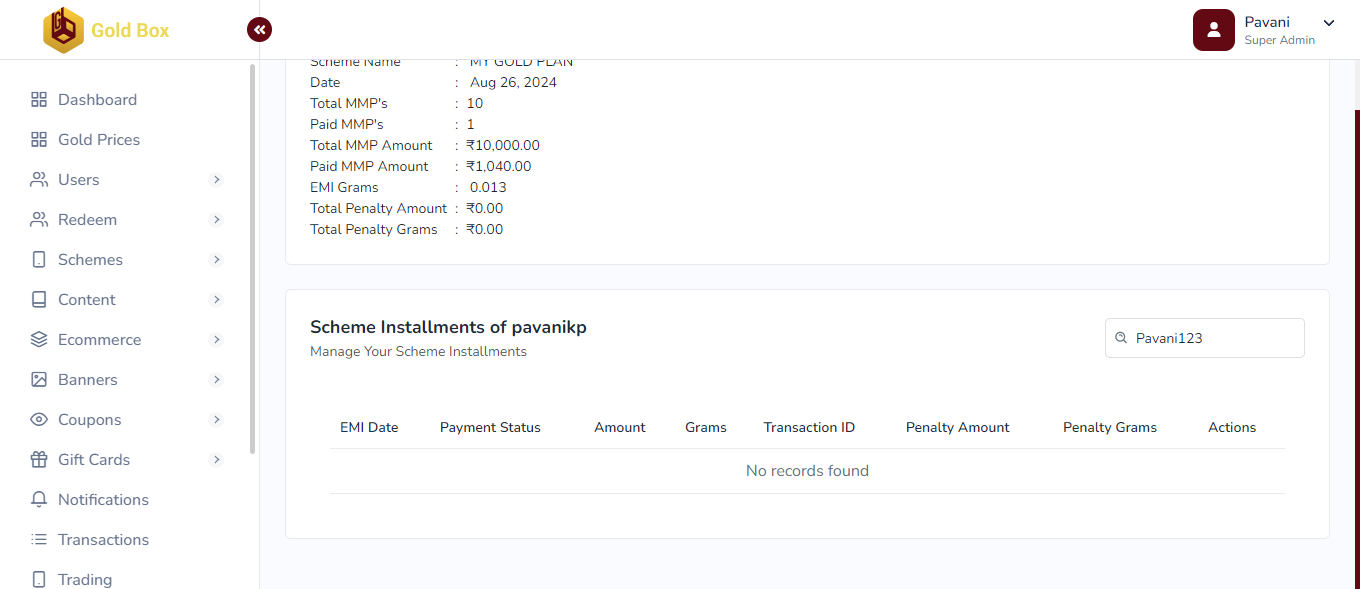 Gold Box
Pavani
Super Admin
Dashboard
Gold Prices
Users
Redeem
Schemes
Content
Ecommerce
Banners
Coupons
Gift Cards
Notifications
Transactions
Trading
Scheme Name : MY GOLD PLAN
Date : Aug 26, 2024
Total MMP's : 10
Paid MMP's : 1
Total MMP Amount : ₹10,000.00
Paid MMP Amount : ₹1,040.00
EMI Grams : 0.013
Total Penalty Amount : ₹0.00
Total Penalty Grams : ₹0.00
Scheme Installments of pavanikp
Manage Your Scheme Installments
Pavani123
EMI Date Payment Status Amount Grams Transaction ID Penalty Amount Penalty Grams Actions
No records found